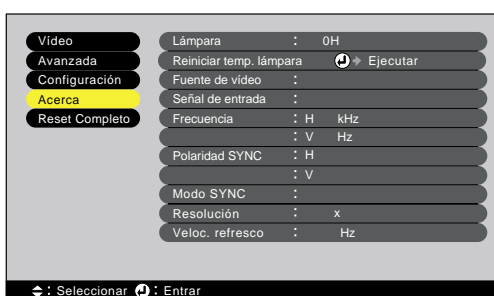 Vídeo
Avanzada
Configuración
Acerca
Reset Completo
Lámpara : 0H
Reiniciar temp. lámpara Ejecutar
Fuente de vídeo :
Señal de entrada :
Frecuencia : H kHz
: V Hz
Polaridad SYNC : H
: V
Modo SYNC :
Resolución : x
Veloc. refresco : Hz
: Seleccionar : Entrar